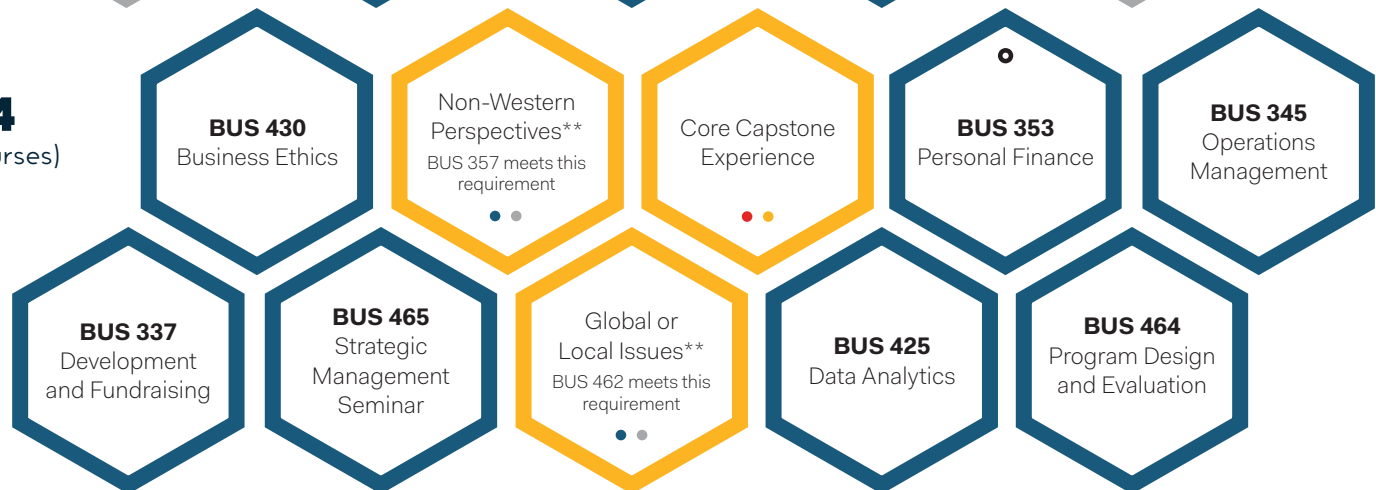 4
urses)
BUS 430
Business Ethics
Non-Western
Perspectives**
BUS 357 meets this
requirement
Core Capstone
Experience
BUS 353
Personal Finance
BUS 345
Operations
Management
BUS 337
Development
and Fundraising
BUS 465
Strategic
Management
Seminar
Global or
Local Issues**
BUS 462 meets this
requirement
BUS 425
Data Analytics
BUS 464
Program Design
and Evaluation